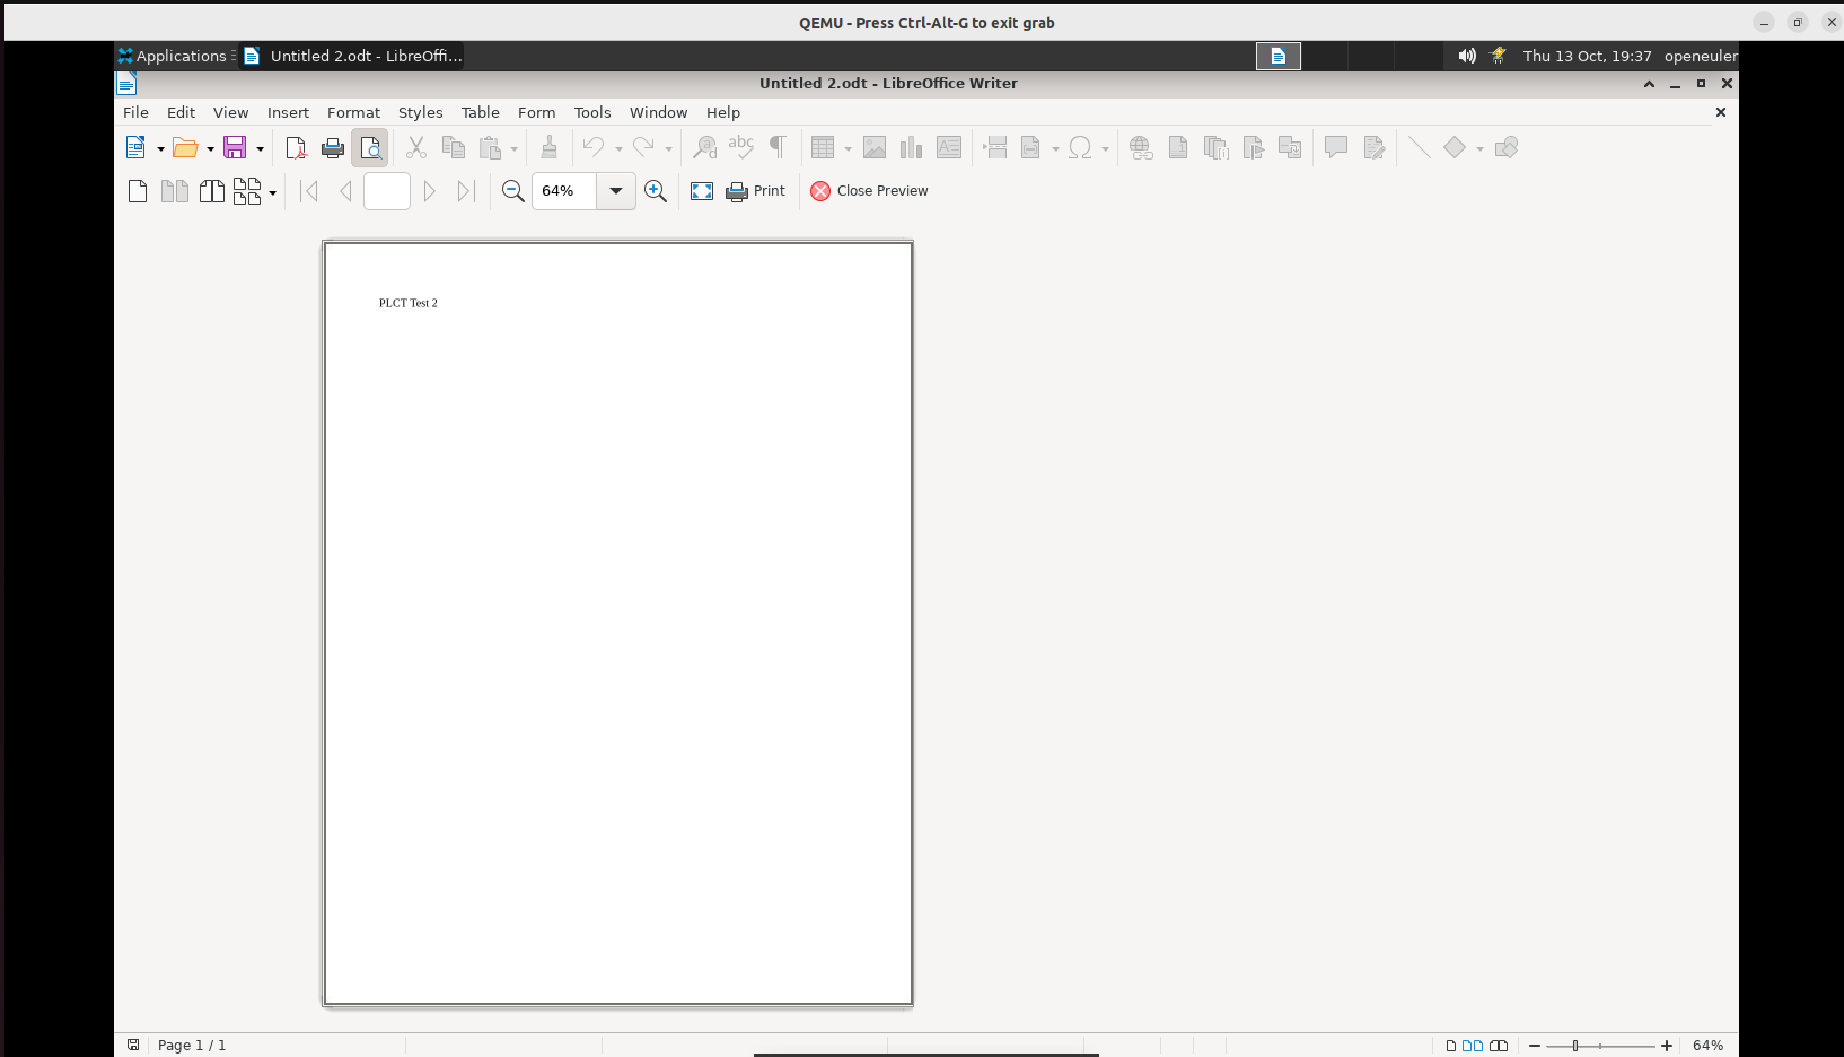 QEMU - Press Ctrl-Alt-G to exit grab
Applications Untitled 2.odt - LibreOffi... Thu 13 Oct, 19:37 openeuler
Untitled 2.odt - LibreOffice Writer
File Edit View Insert Format Styles Table Form Tools Window Help
abc
64% Print Close Preview
PLCT Test 2
Page 1 / 1 64%